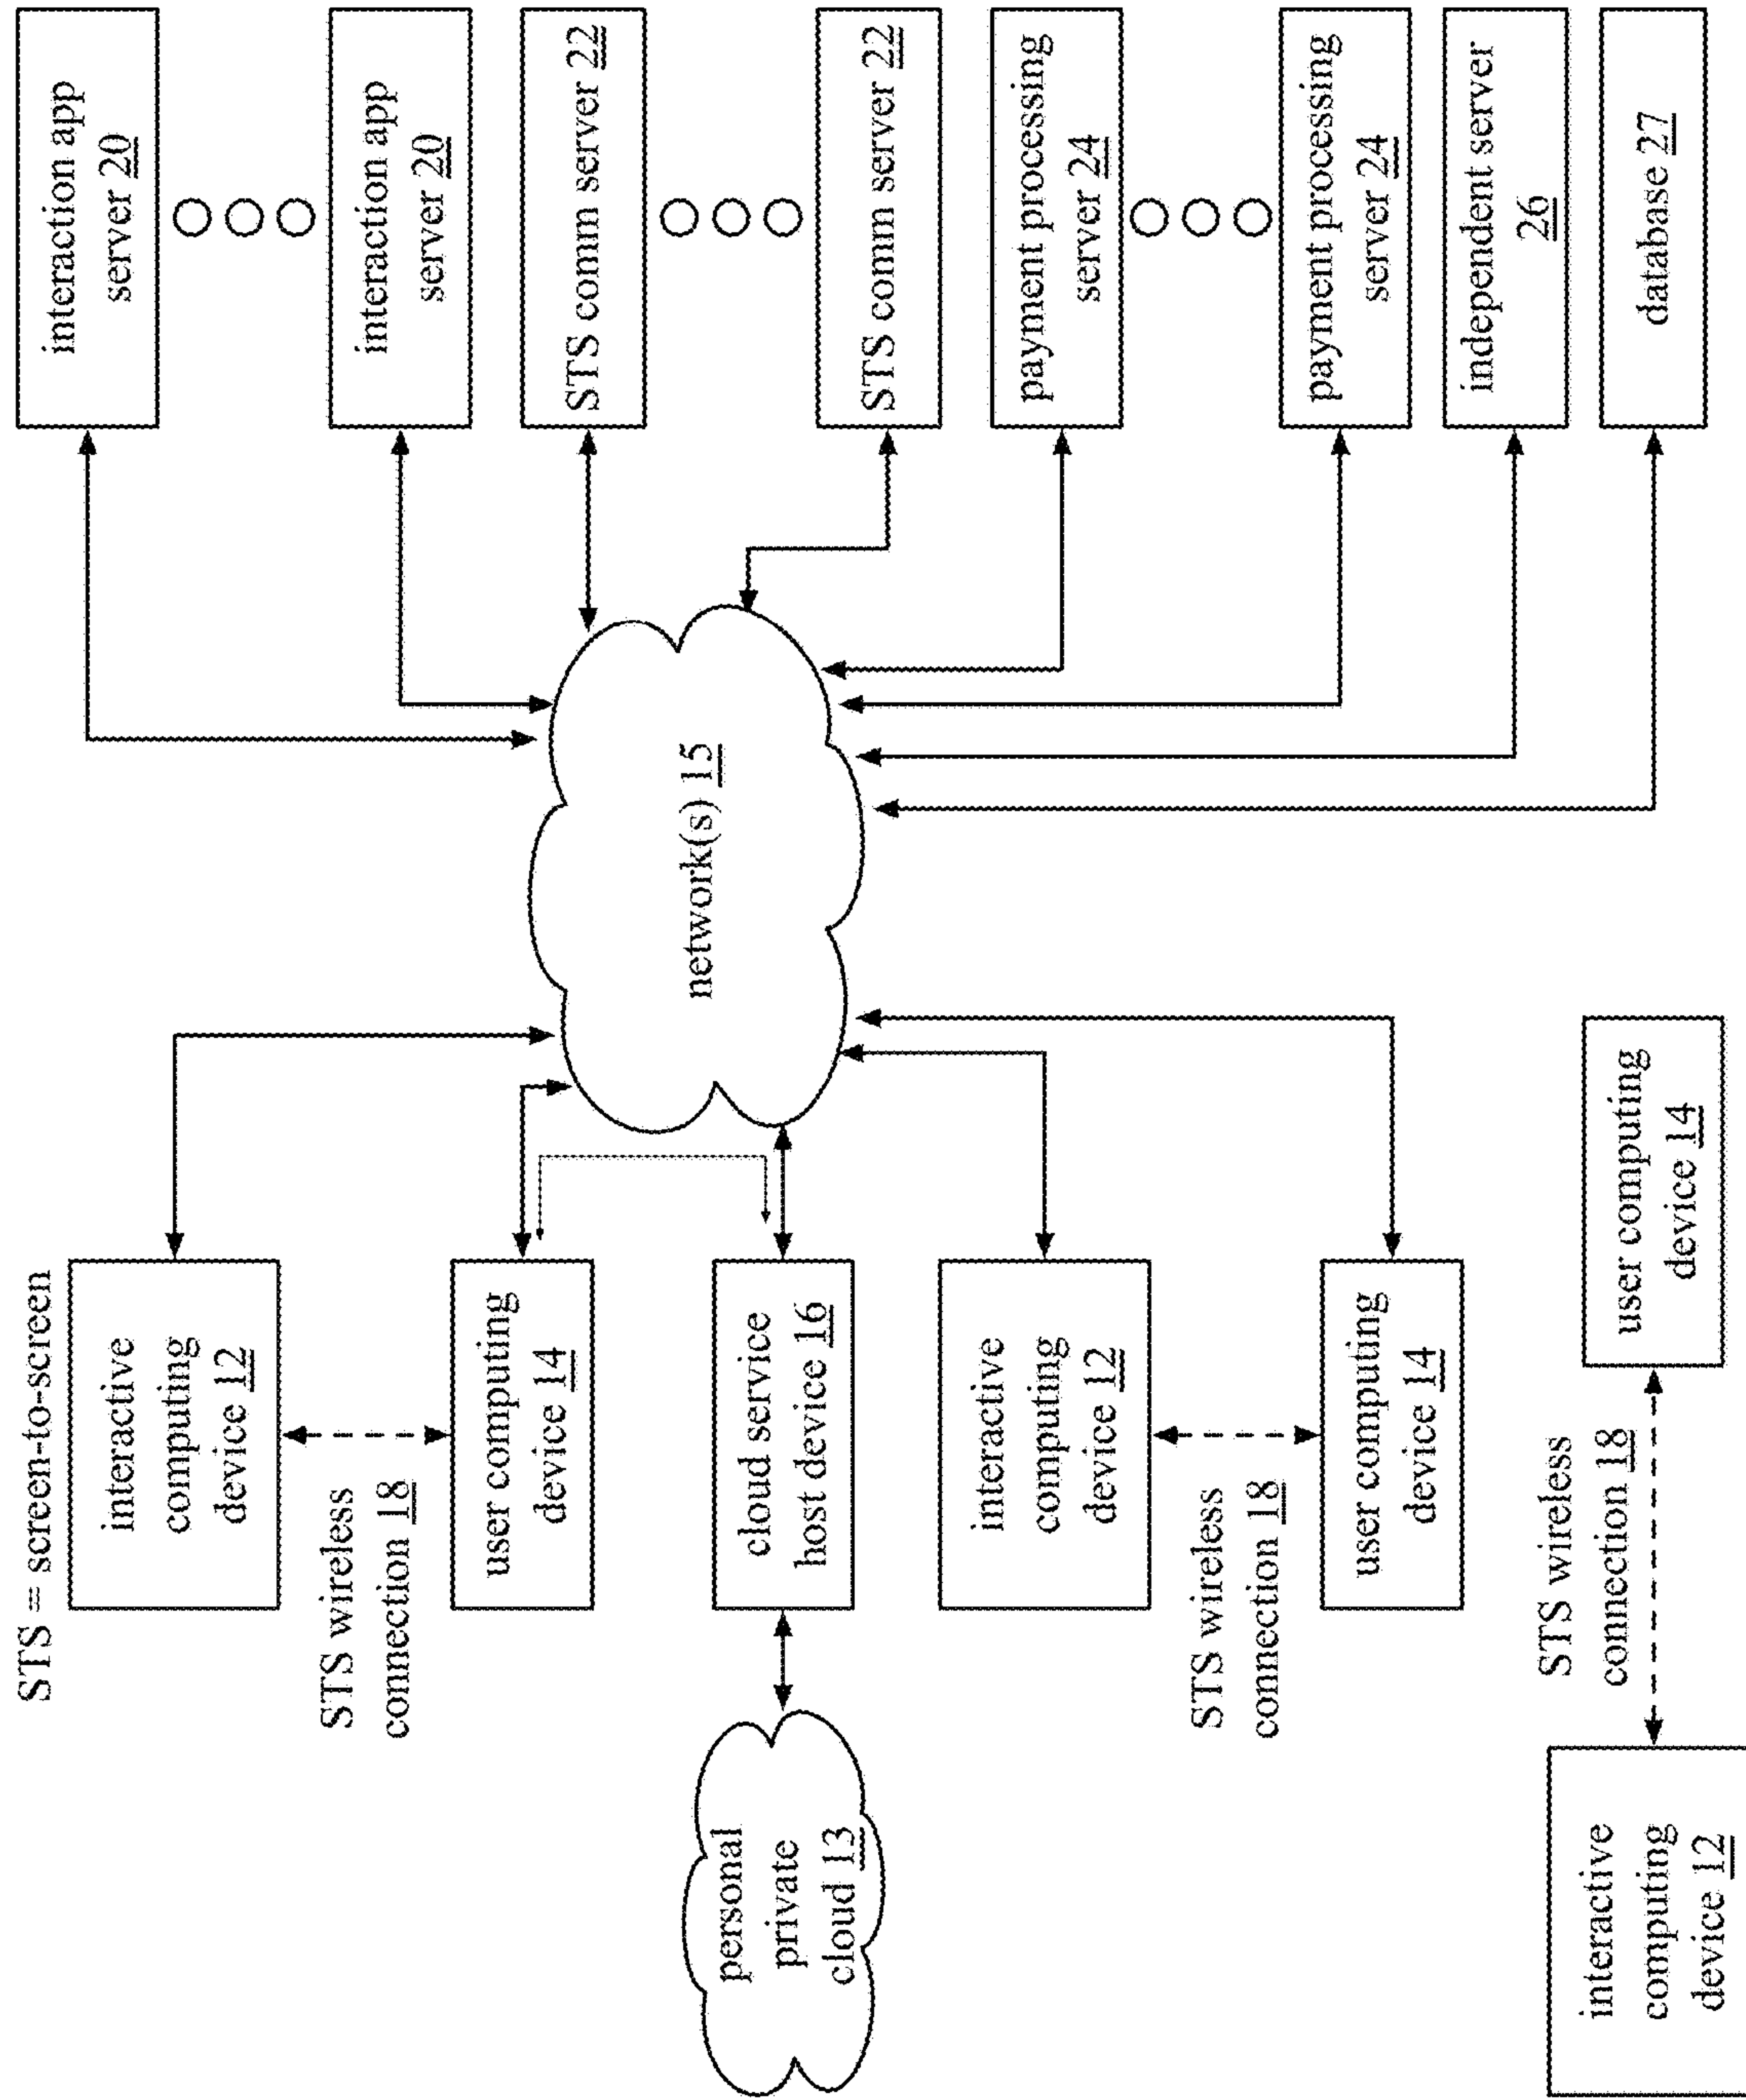 STS = screen-to-screen
interactive
computing
device 12
STS wireless
connection 18
user computing
device 14
personal
private
cloud 13
cloud service
host device 16
interactive
computing
device 12
STS wireless
connection 18
user computing
device 14
interactive
computing
device 12
STS wireless
connection 18
user computing
device 14
network(s) 15
interaction app
server 20
interaction app
server 20
STS comm server 22
STS comm server 22
payment processing
server 24
payment processing
server 24
independent server
26
database 27